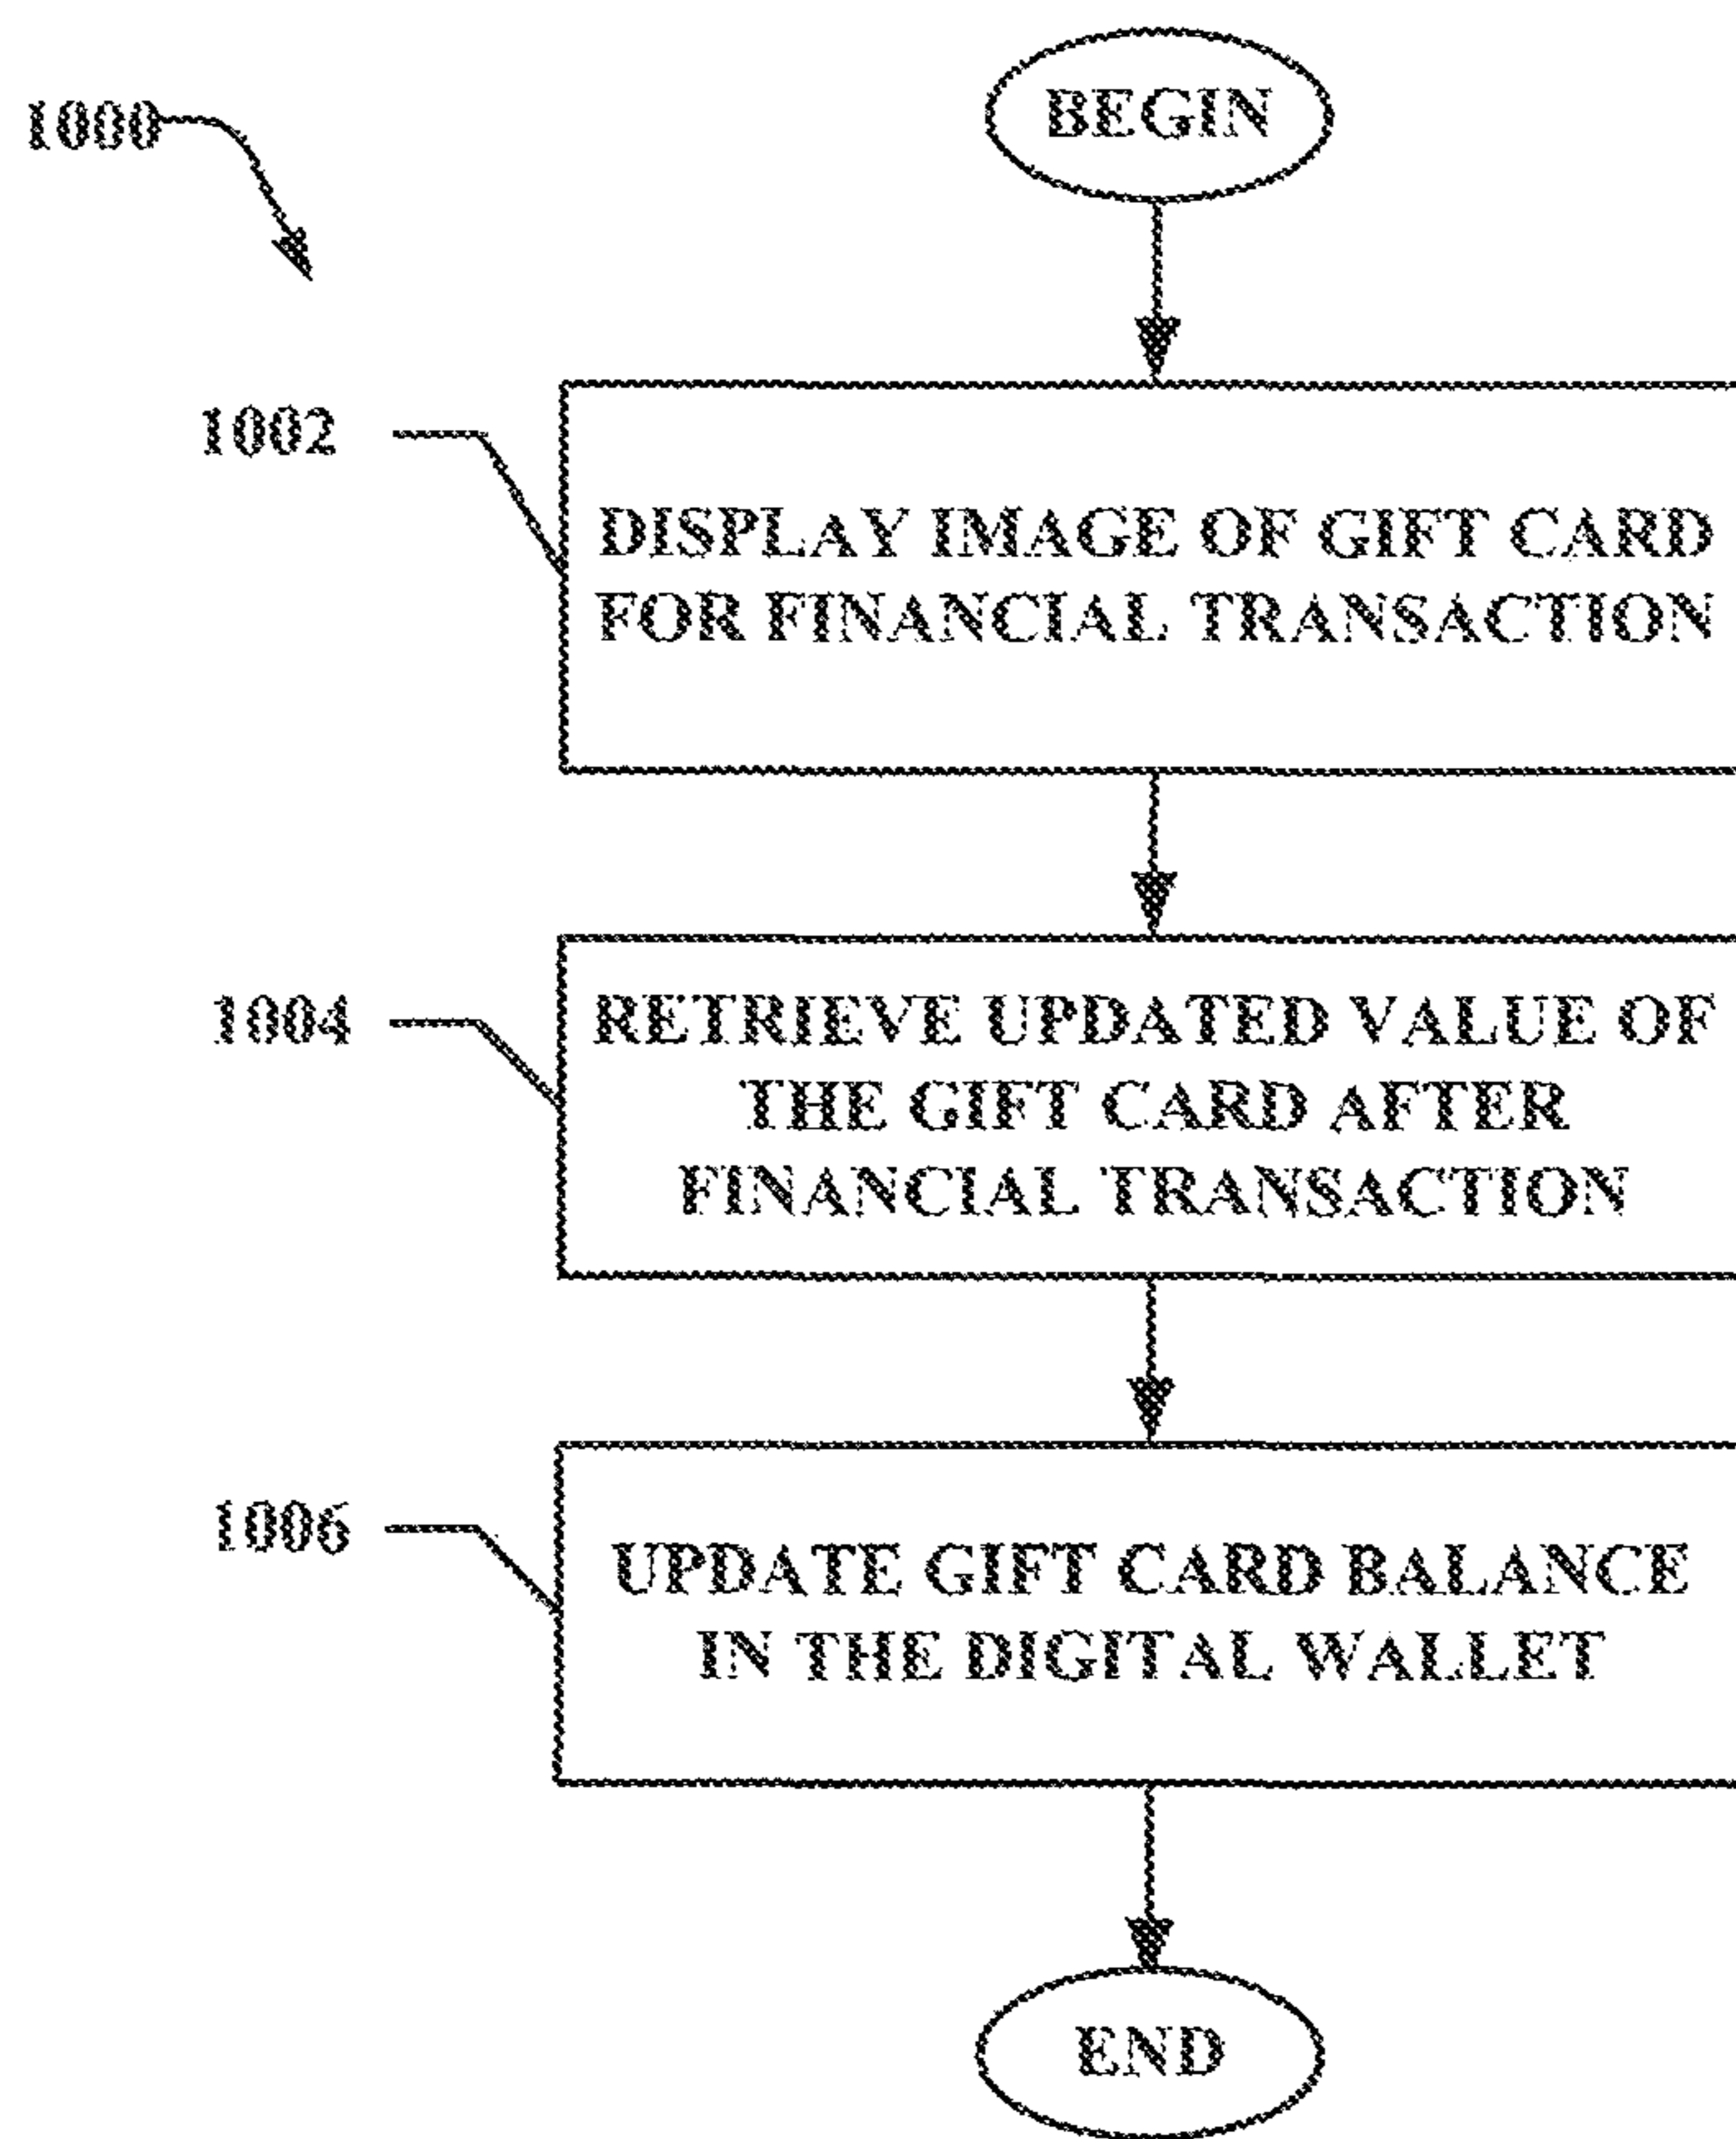 1000
BEGIN
1002
DISPLAY IMAGE OF GIFT CARD
FOR FINANCIAL TRANSACTION
1004
RETRIEVE UPDATED VALUE OF
THE GIFT CARD AFTER
FINANCIAL TRANSACTION
1006
UPDATE GIFT CARD BALANCE
IN THE DIGITAL WALLET
END